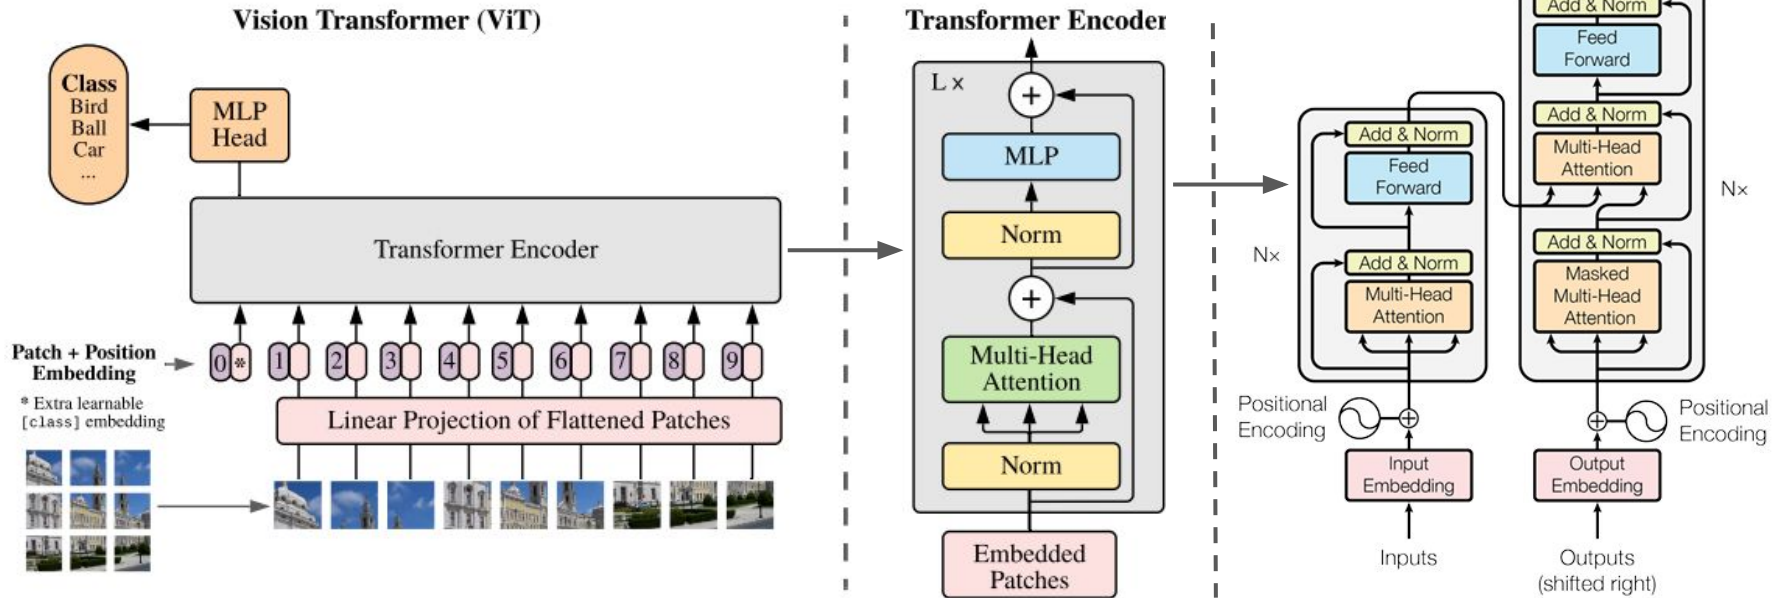 Vision Transformer (ViT)
Class
Bird
Ball
Car
...
MLP
Head
Transformer Encoder
Patch + Position
Embedding
* Extra learnable
[class] embedding
0 * 1 2 3 4 5 6 7 8 9
Linear Projection of Flattened Patches
Transformer Encoder
L ×
+
MLP
Norm
+
Multi-Head
Attention
Norm
Embedded
Patches
Add & Norm
Feed
Forward
Nx
Add & Norm
Multi-Head
Attention
Positional
Encoding
Input
Embedding
Inputs
Add & Norm
Feed
Forward
Add & Norm
Multi-Head
Attention
Nx
Add & Norm
Masked
Multi-Head
Attention
Positional
Encoding
Output
Embedding
Outputs
(shifted right)